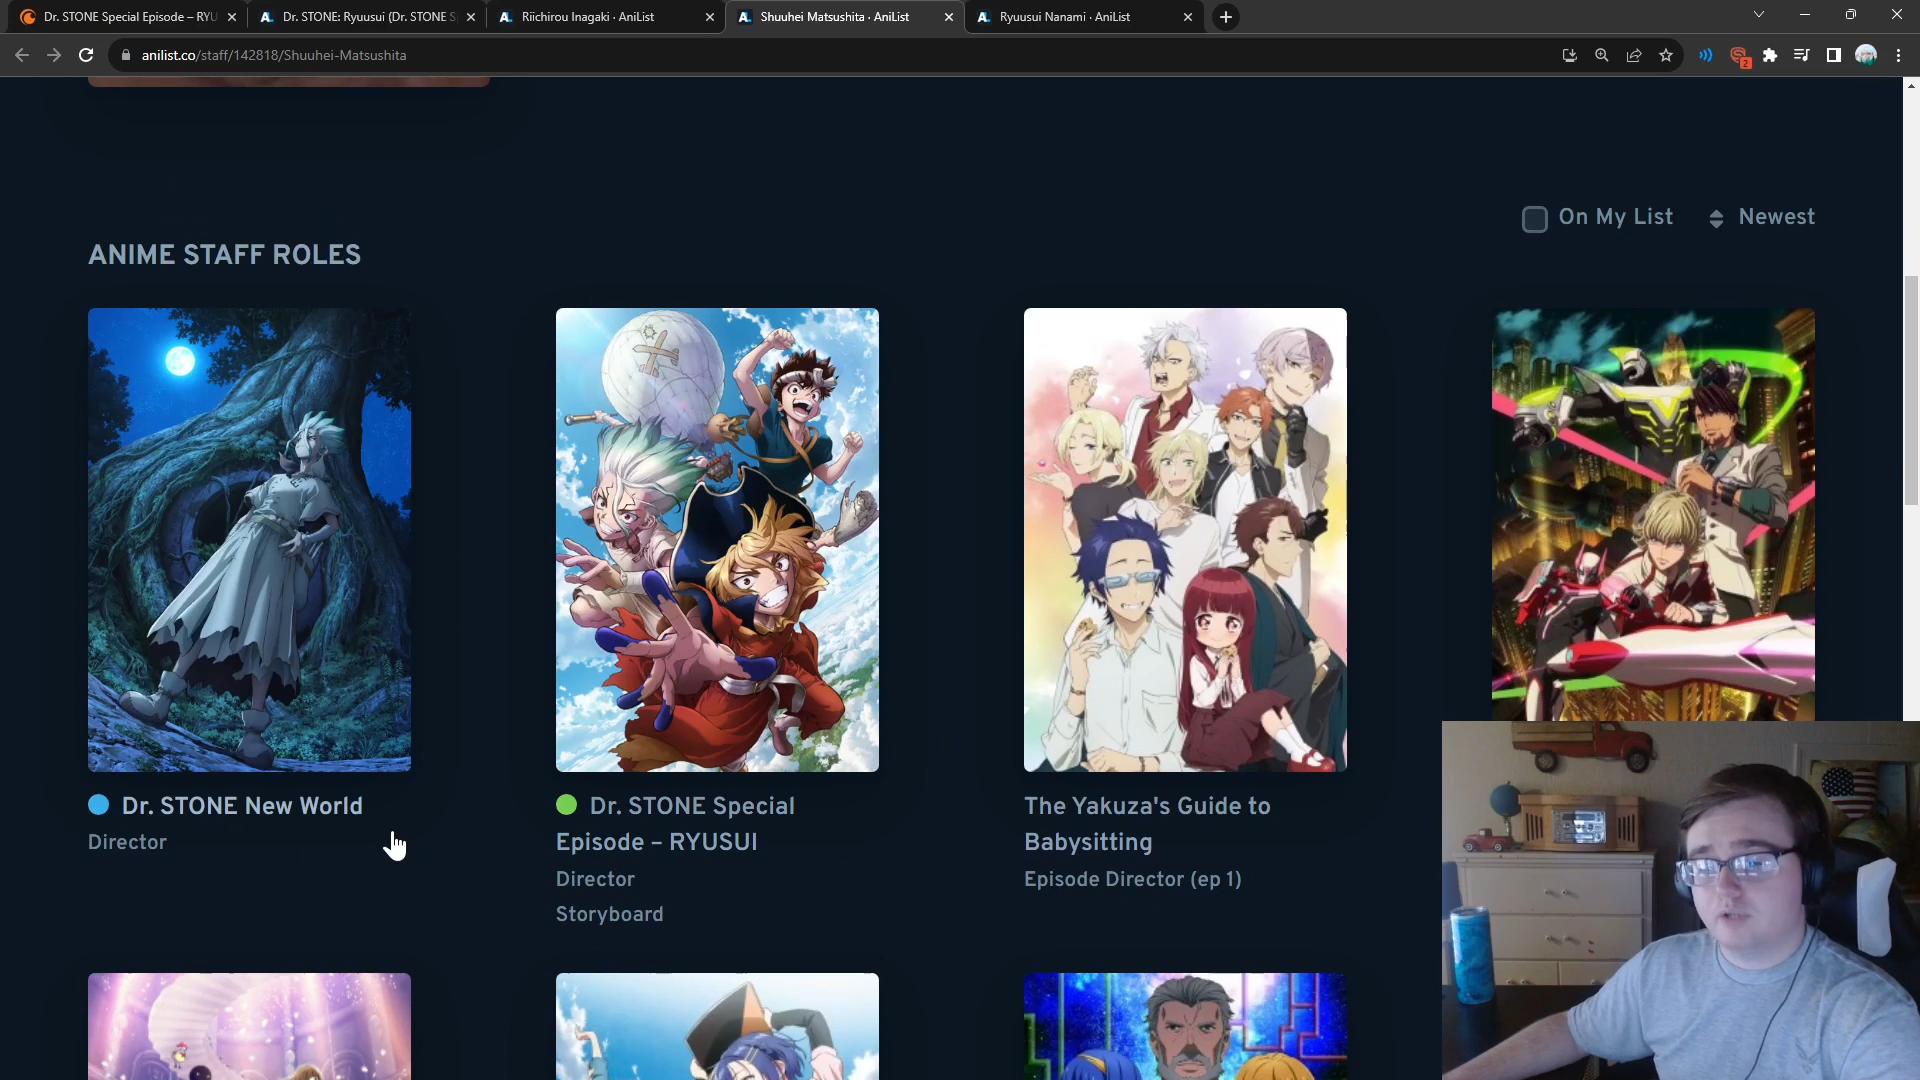 Dr. STONE Special Episode – RYU
Dr. STONE: Ryuusui (Dr. STONE S
Riichirou Inagaki · AniList
Shuuhei Matsushita · AniList
Ryuusui Nanami · AniList
anilist.co/staff/142818/Shuuhei-Matsushita
2
On My List
Newest
ANIME STAFF ROLES
Dr. STONE New World
Director
Dr. STONE Special
Episode – RYUSUI
Director
Storyboard
The Yakuza's Guide to
Babysitting
Episode Director (ep 1)